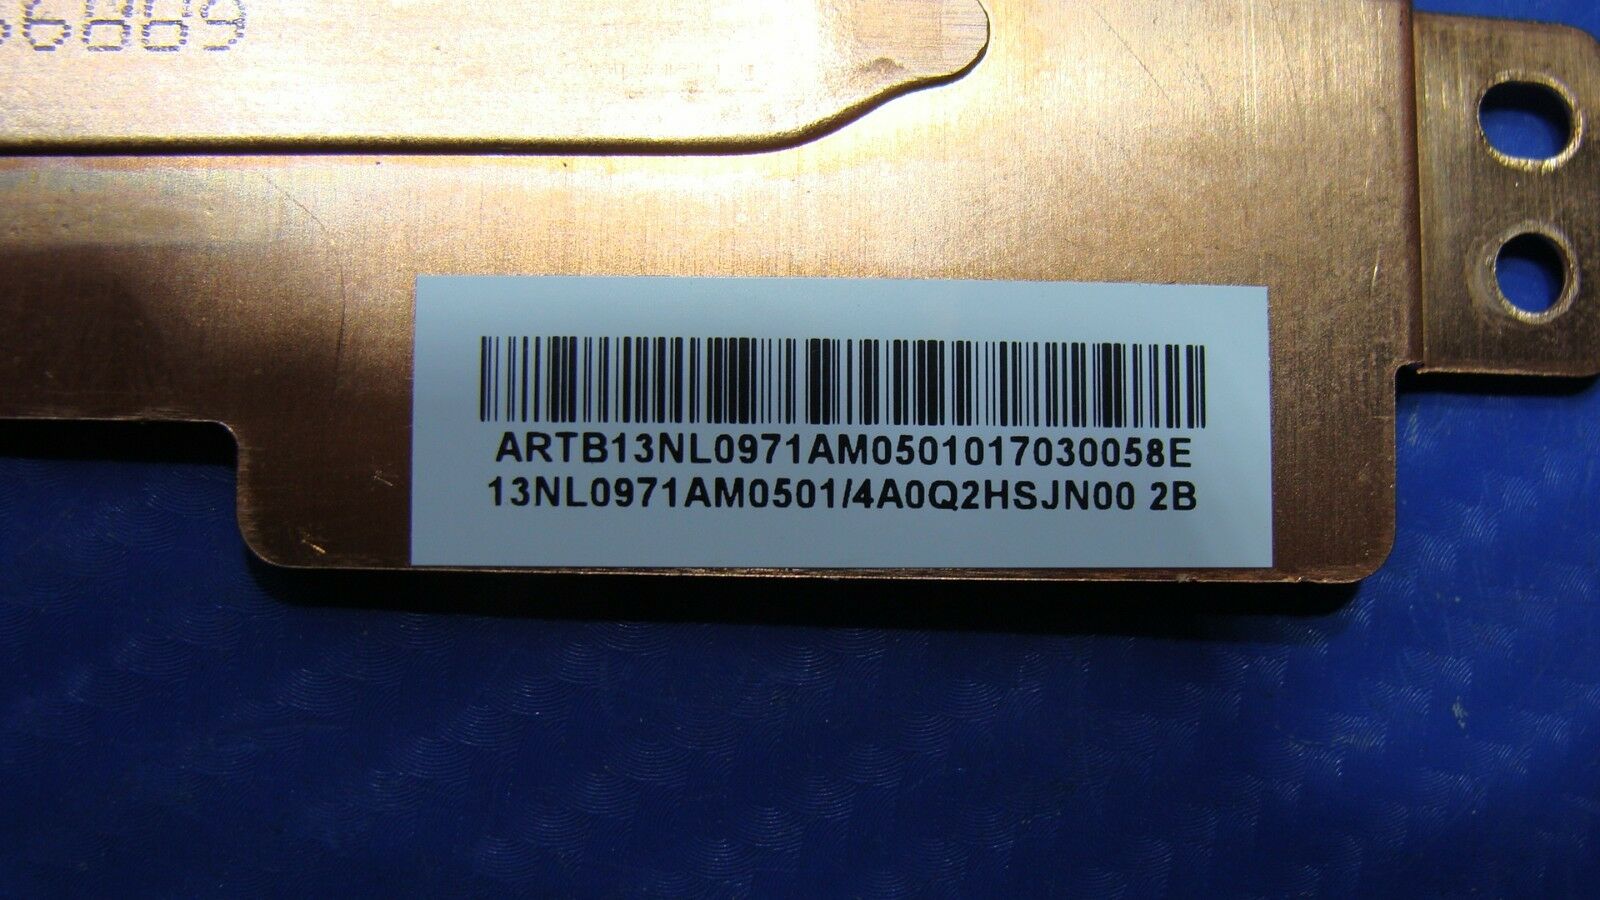 ARTB13NL0971AM0501017030058E
13NL0971AM0501/4A0Q2HSJN00 2B